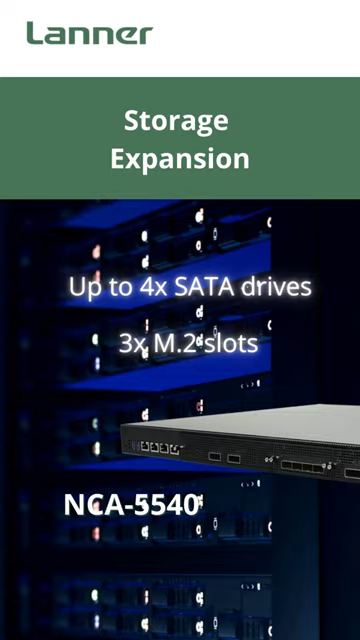 Lanner
Storage
Expansion
Up to 4x SATA drives
3x M.2 slots
NCA-5540